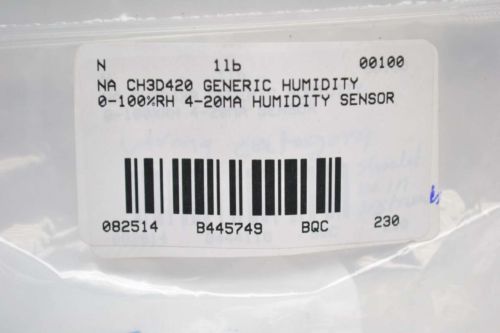 N 1lb 00100
NA CH3D420 GENERIC HUMIDITY
0-100%RH 4-20MA HUMIDITY SENSOR
082514 B445749 BQC 230